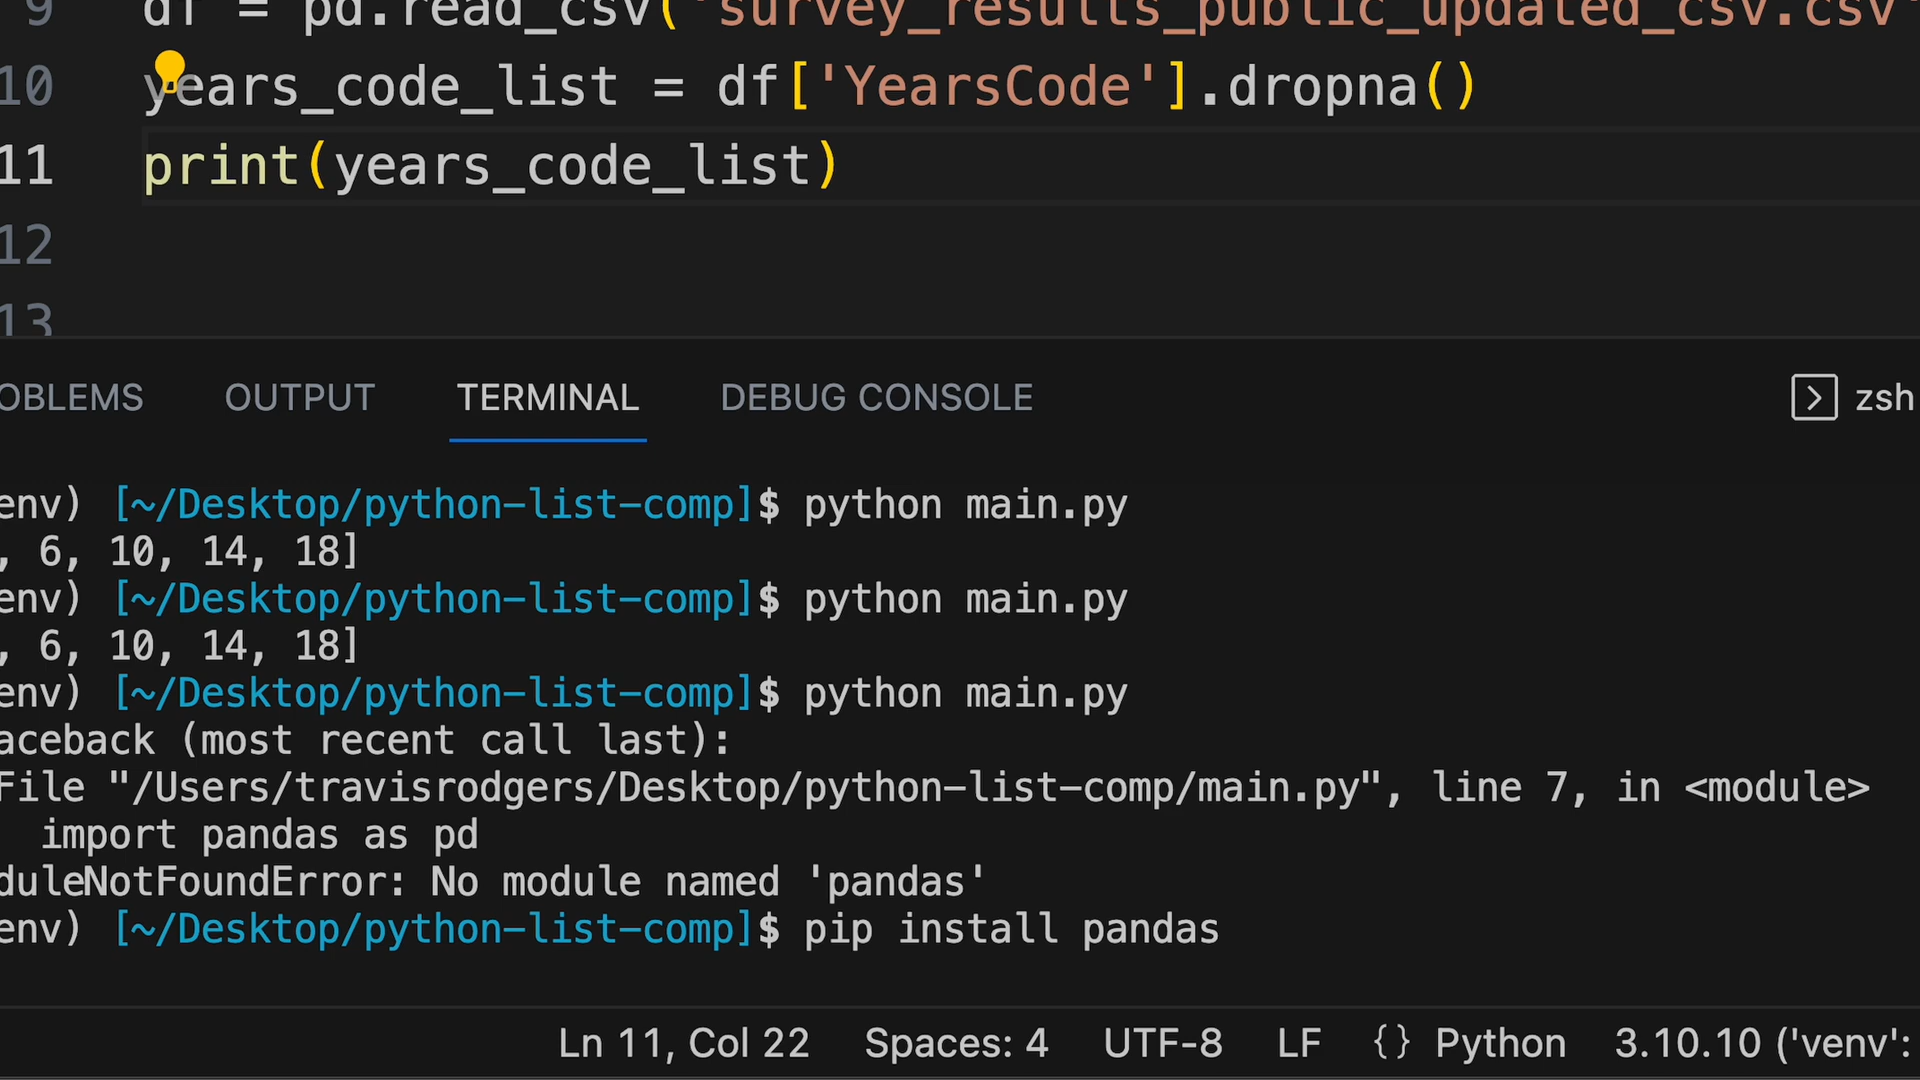 9 df = pd.read_csv('survey_results_public_updated_csv.csv'
10 years_code_list = df['YearsCode'].dropna()
11 print(years_code_list)
12
13
OBLEMS OUTPUT TERMINAL DEBUG CONSOLE zsh
env) [~/Desktop/python-list-comp]$ python main.py
, 6, 10, 14, 18]
env) [~/Desktop/python-list-comp]$ python main.py
, 6, 10, 14, 18]
env) [~/Desktop/python-list-comp]$ python main.py
aceback (most recent call last):
File "/Users/travisrodgers/Desktop/python-list-comp/main.py", line 7, in <module>
import pandas as pd
duleNotFoundError: No module named 'pandas'
env) [~/Desktop/python-list-comp]$ pip install pandas
Ln 11, Col 22 Spaces: 4 UTF-8 LF {} Python 3.10.10 ('venv':